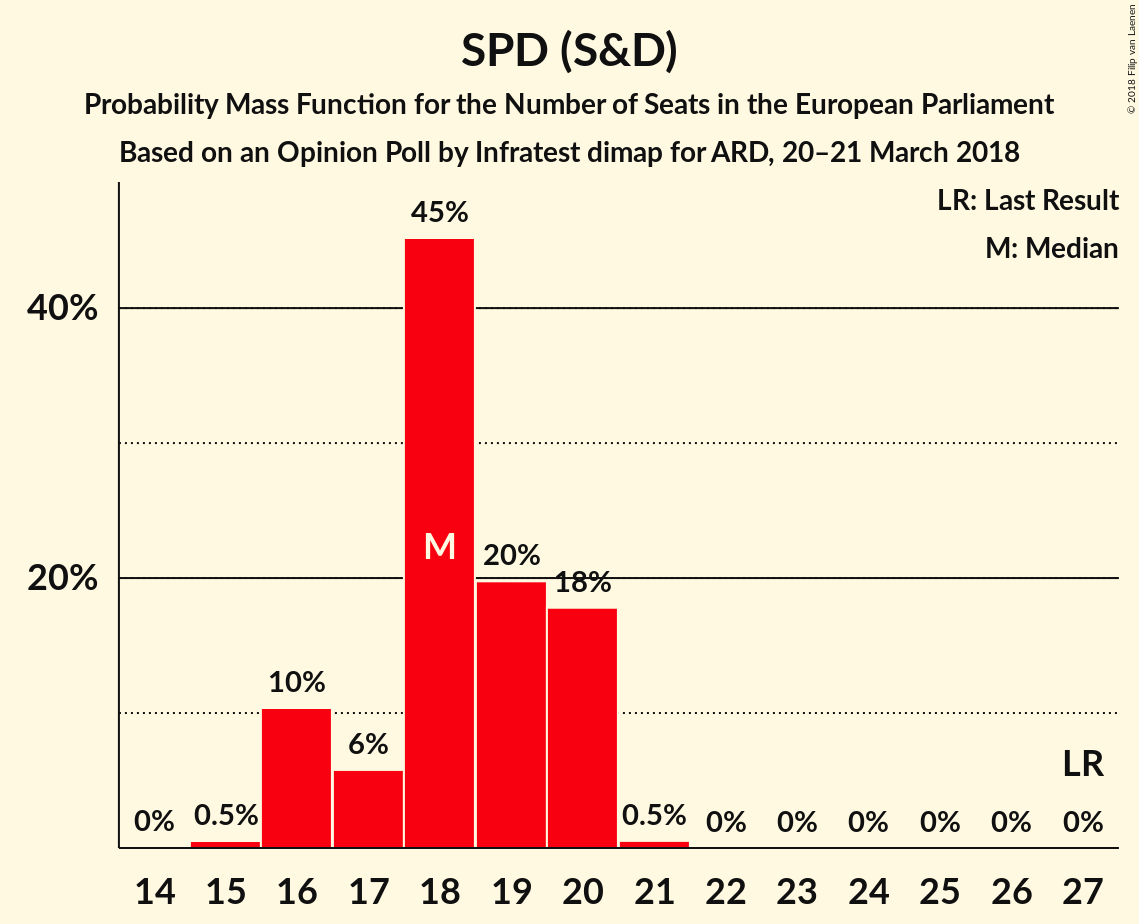 SPD (S&D)
Probability Mass Function for the Number of Seats in the European Parliament
Based on an Opinion Poll by Infratest dimap for ARD, 20–21 March 2018
© 2018 Filip van Laenen
LR: Last Result
M: Median
45%
40%
M
20%
20%
18%
10%
6%
LR
0%
0.5%
0.5%
0%
0%
0%
0%
0%
0%
14 15 16 17 18 19 20 21 22 23 24 25 26 27